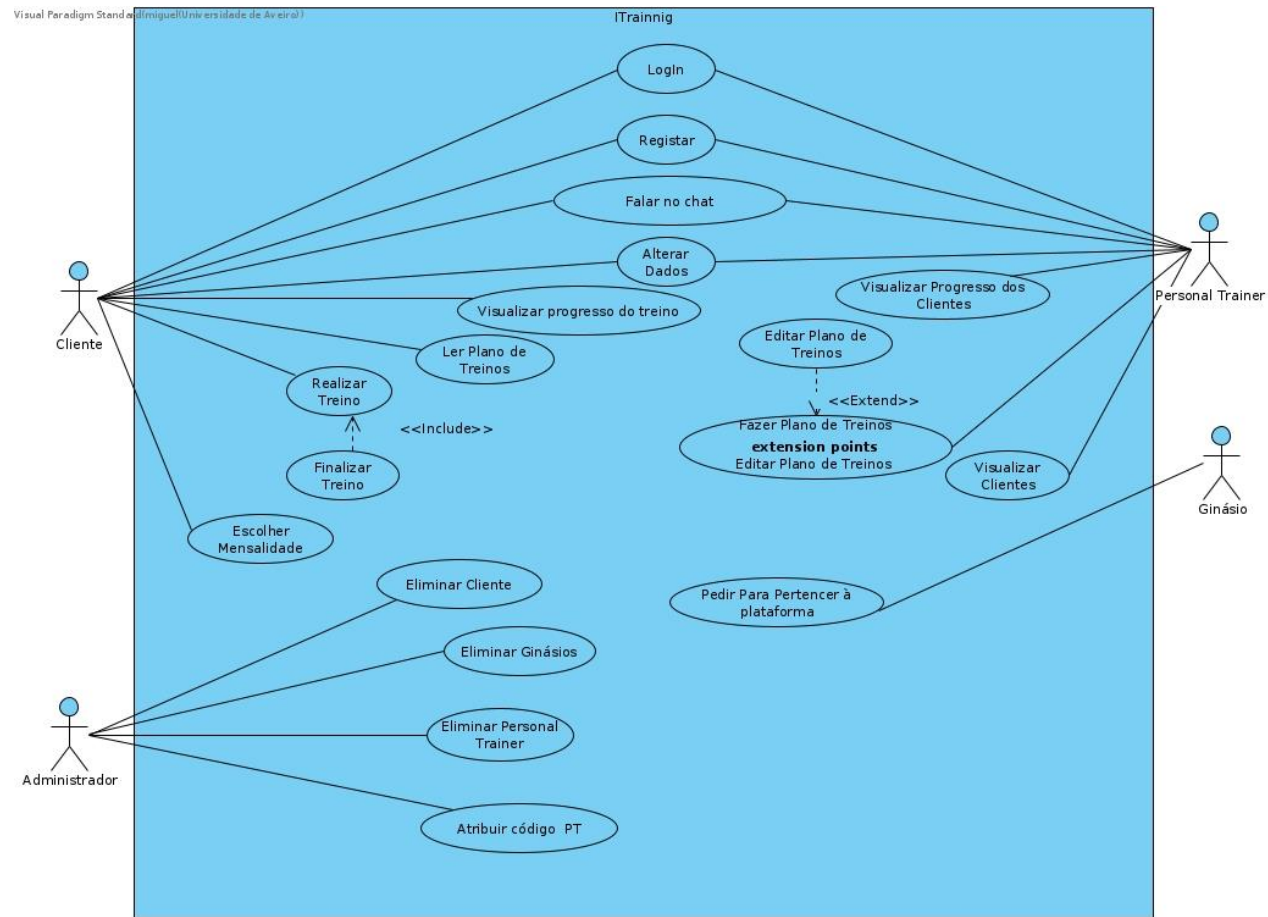 Visual Paradigm Standard(miguel(Universidade de Aveiro))
ITrainnig
LogIn
Registar
Falar no chat
Alterar
Dados
Visualizar Progresso dos
Clientes
Personal Trainer
Visualizar progresso do treino
Cliente
Editar Plano de
Treinos
Ler Plano de
Treinos
Realizar
Treino
<<Extend>>
<<Include>>
Fazer Plano de Treinos
extension points
Editar Plano de Treinos
Finalizar
Treino
Visualizar
Clientes
Ginásio
Escolher
Mensalidade
Eliminar Cliente
Pedir Para Pertencer à
plataforma
Eliminar Ginásios
Eliminar Personal
Trainer
Administrador
Atribuir código PT